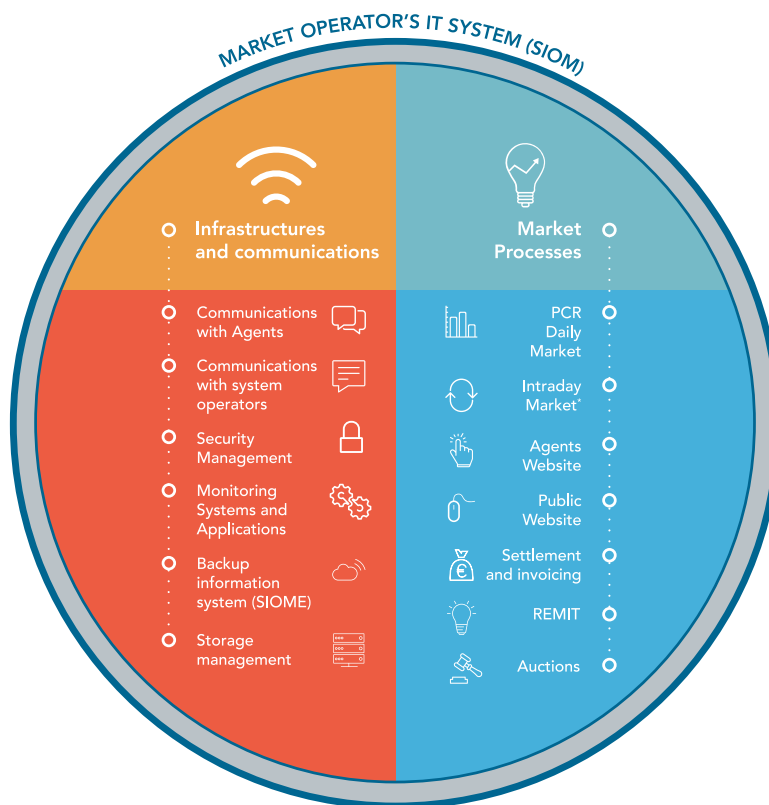 MARKET OPERATOR'S IT SYSTEM (SIOM)
Infrastructures
and communications
Communications
with Agents
Communications
with system
operators
Security
Management
Monitoring
Systems and
Applications
Backup
information
system (SIOME)
Storage
management
Market
Processes
PCR
Daily
Market
Intraday
Market*
Agents
Website
Public
Website
€
Settlement
and invoicing
REMIT
Auctions